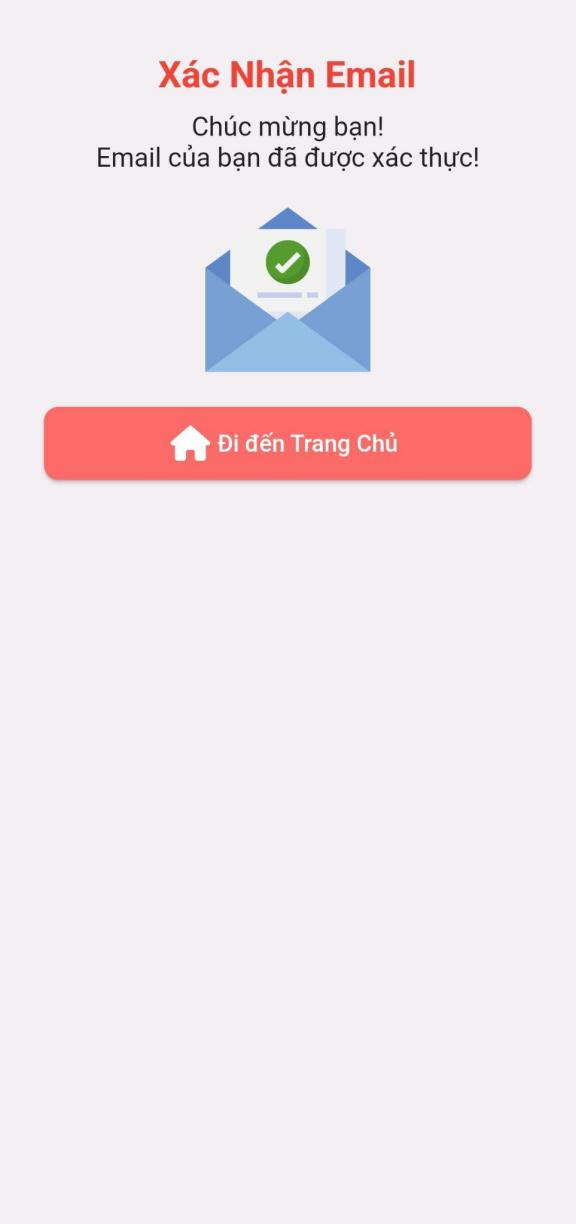 Xác Nhận Email
Chúc mừng bạn!
Email của bạn đã được xác thực!
Đi đến Trang Chủ